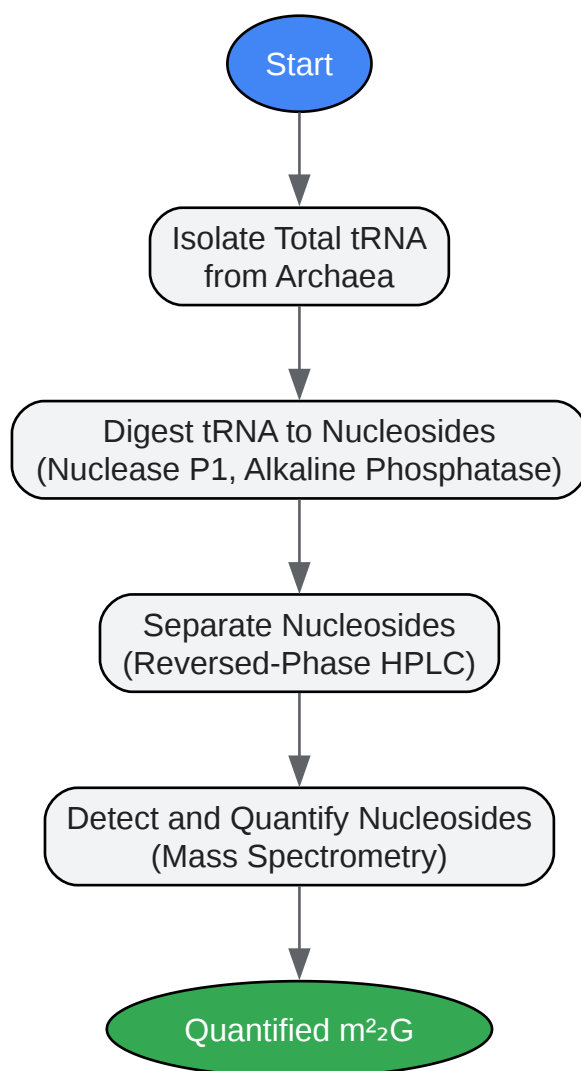 Start
Isolate Total tRNA
from Archaea
Digest tRNA to Nucleosides
(Nuclease P1, Alkaline Phosphatase)
Separate Nucleosides
(Reversed-Phase HPLC)
Detect and Quantify Nucleosides
(Mass Spectrometry)
Quantified m²₂G